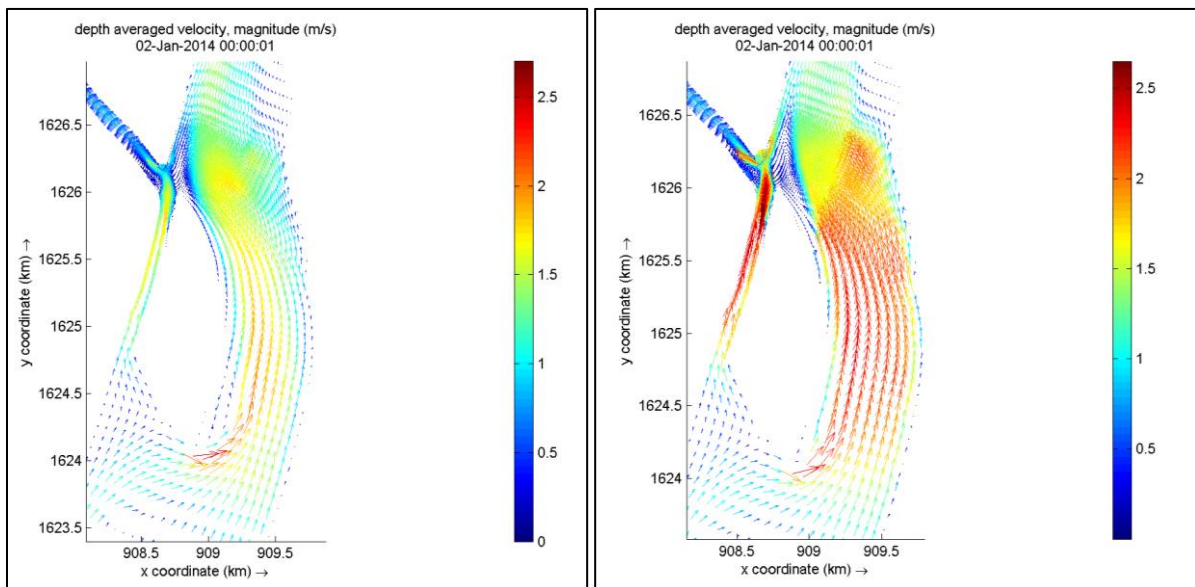 depth averaged velocity, magnitude (m/s)
02-Jan-2014 00:00:01
1626.5
1626
1625.5
1625
1624.5
1624
1623.5
y coordinate (km) →
908.5 909 909.5
x coordinate (km) →
2.5
2
1.5
1
0.5
0
depth averaged velocity, magnitude (m/s)
02-Jan-2014 00:00:01
1626.5
1626
1625.5
1625
1624.5
1624
y coordinate (km) →
908.5 909 909.5
x coordinate (km) →
2.5
2
1.5
1
0.5